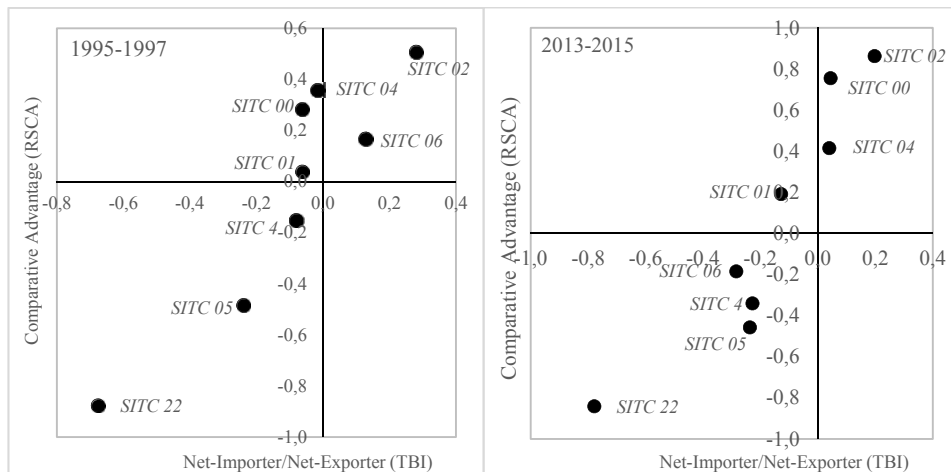 1995-1997
Comparative Advantage (RSCA)
0,6
0,4
0,2
0,0
-0,2
-0,4
-0,6
-0,8
-1,0
-0,8
-0,6
-0,4
-0,2
0,0
0,2
0,4
SITC 02
SITC 04
SITC 00
SITC 06
SITC 01
SITC 4
SITC 05
SITC 22
Net-Importer/Net-Exporter (TBI)
2013-2015
Comparative Advantage (RSCA)
1,0
0,8
0,6
0,4
0,2
0,0
-0,2
-0,4
-0,6
-0,8
-1,0
-1,0
-0,8
-0,6
-0,4
-0,2
0,0
0,2
0,4
SITC 02
SITC 00
SITC 04
SITC 01
SITC 06
SITC 4
SITC 05
SITC 22
Net-Importer/Net-Exporter (TBI)